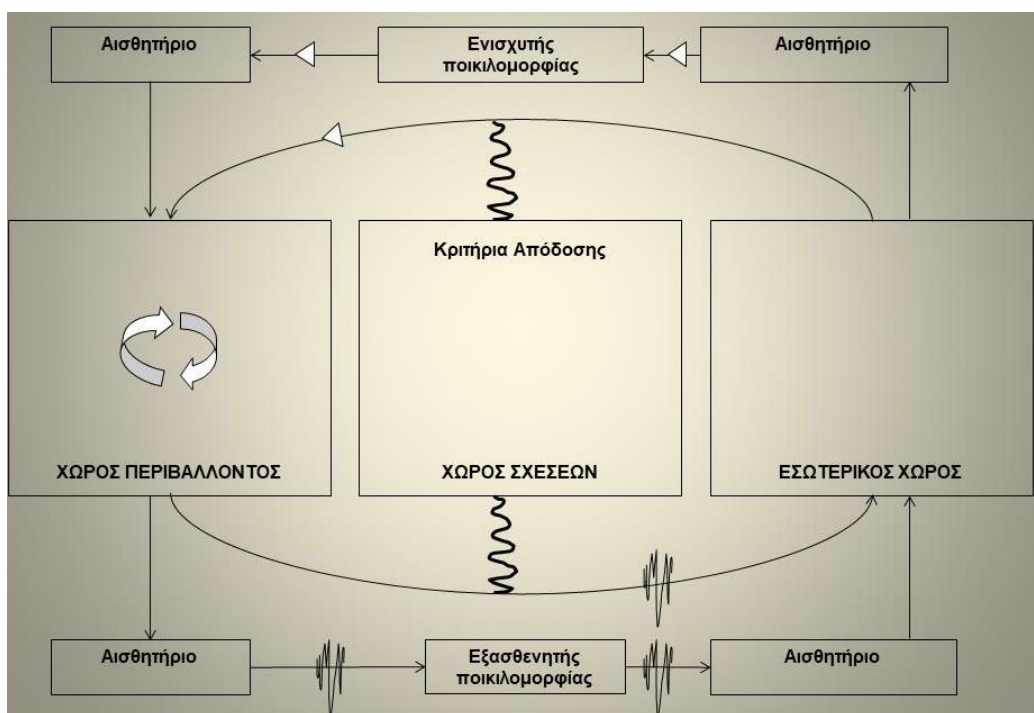 Αισθητήριο
Ενισχυτής
ποικιλομορφίας
Αισθητήριο
Κριτήρια Απόδοσης
ΧΩΡΟΣ ΠΕΡΙΒΑΛΛΟΝΤΟΣ
ΧΩΡΟΣ ΣΧΕΣΕΩΝ
ΕΣΩΤΕΡΙΚΟΣ ΧΩΡΟΣ
Αισθητήριο
Εξασθενητής
ποικιλομορφίας
Αισθητήριο